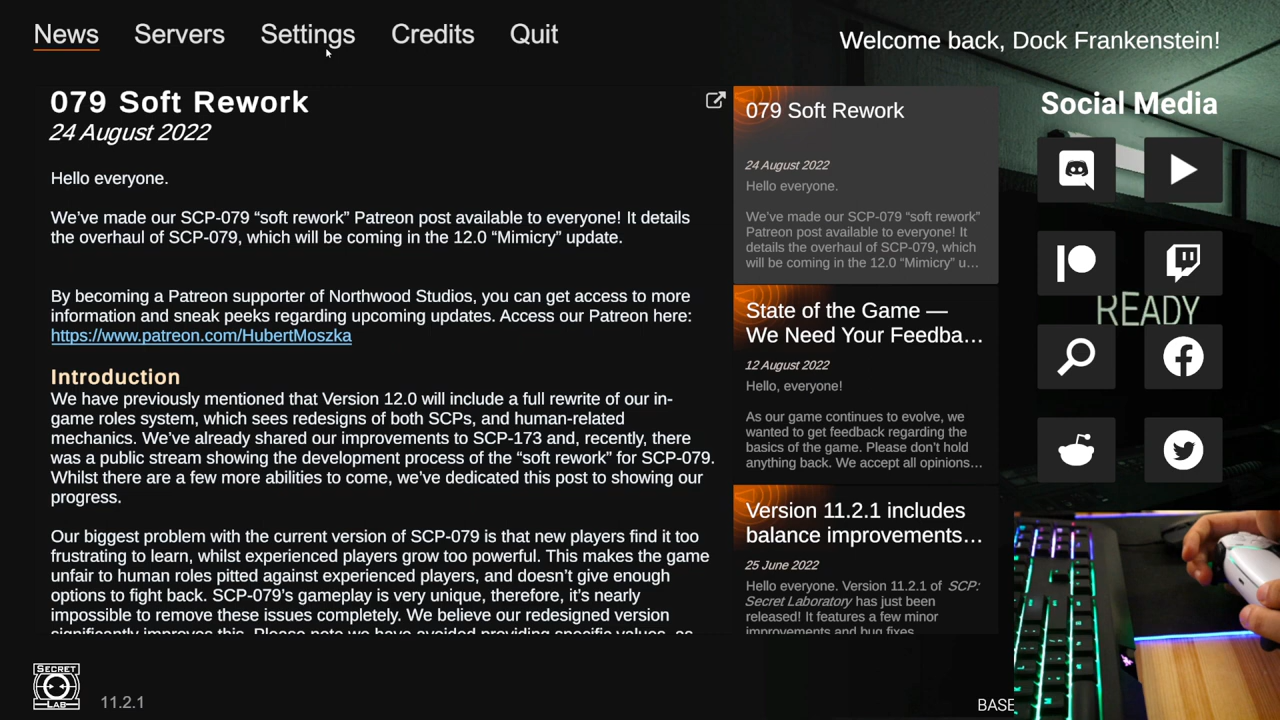 News Servers Settings Credits Quit
Welcome back, Dock Frankenstein!
079 Soft Rework
24 August 2022
Hello everyone.
We've made our SCP-079 “soft rework” Patreon post available to everyone! It details
the overhaul of SCP-079, which will be coming in the 12.0 “Mimicry” update.
By becoming a Patreon supporter of Northwood Studios, you can get access to more
information and sneak peeks regarding upcoming updates. Access our Patreon here:
https://www.patreon.com/HubertMoszka
Introduction
We have previously mentioned that Version 12.0 will include a full rewrite of our in-
game roles system, which sees redesigns of both SCPs, and human-related
mechanics. We've already shared our improvements to SCP-173 and, recently, there
was a public stream showing the development process of the “soft rework” for SCP-079.
Whilst there are a few more abilities to come, we've dedicated this post to showing our
progress.
Our biggest problem with the current version of SCP-079 is that new players find it too
frustrating to learn, whilst experienced players grow too powerful. This makes the game
unfair to human roles pitted against experienced players, and doesn't give enough
options to fight back. SCP-079's gameplay is very unique, therefore, it's nearly
impossible to remove these issues completely. We believe our redesigned version
significantly improves this. Please note we have avoided providing specific values, as
079 Soft Rework
24 August 2022
Hello everyone.
We've made our SCP-079 “soft rework”
Patreon post available to everyone! It
details the overhaul of SCP-079, which
will be coming in the 12.0 “Mimicry” u…
State of the Game —
We Need Your Feedba…
12 August 2022
Hello, everyone!
As our game continues to evolve, we
wanted to get feedback regarding the
basics of the game. Please don't hold
anything back. We accept all opinions…
Version 11.2.1 includes
balance improvements…
25 June 2022
Hello everyone. Version 11.2.1 of SCP:
Secret Laboratory has just been
released! It features a few minor
improvements and bug fixes
Social Media
READY
SECRET
LAB
11.2.1
BASE